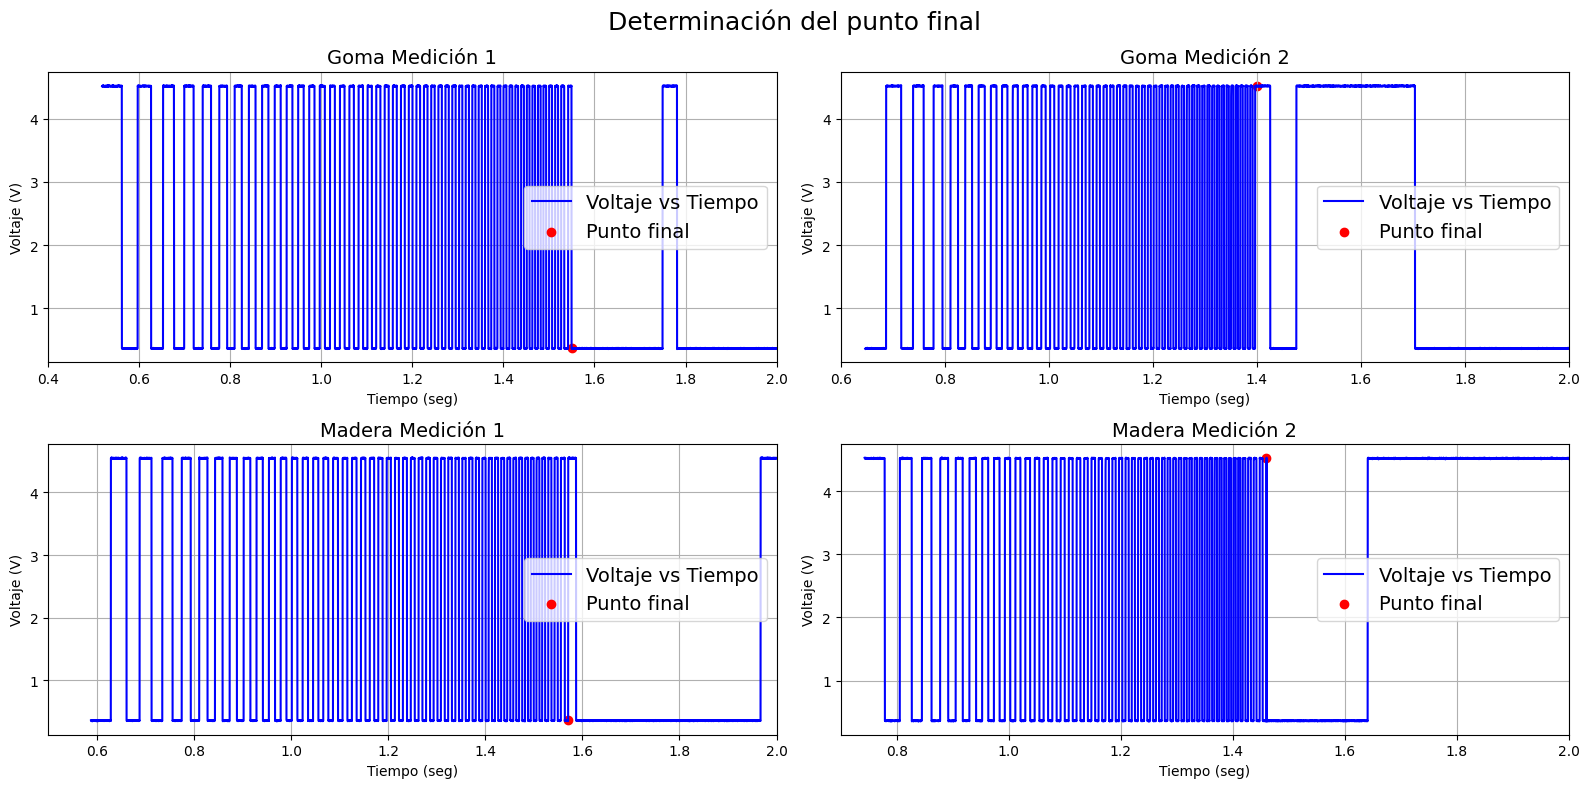 Determinación del punto final
Goma Medición 1
Voltaje (V)
4
3
2
1
0.4 0.6 0.8 1.0 1.2 1.4 1.6 1.8 2.0
Tiempo (seg)
Voltaje vs Tiempo
Punto final
Goma Medición 2
Voltaje (V)
4
3
2
1
0.6 0.8 1.0 1.2 1.4 1.6 1.8 2.0
Tiempo (seg)
Voltaje vs Tiempo
Punto final
Madera Medición 1
Voltaje (V)
4
3
2
1
0.6 0.8 1.0 1.2 1.4 1.6 1.8 2.0
Tiempo (seg)
Voltaje vs Tiempo
Punto final
Madera Medición 2
Voltaje (V)
4
3
2
1
0.8 1.0 1.2 1.4 1.6 1.8 2.0
Tiempo (seg)
Voltaje vs Tiempo
Punto final